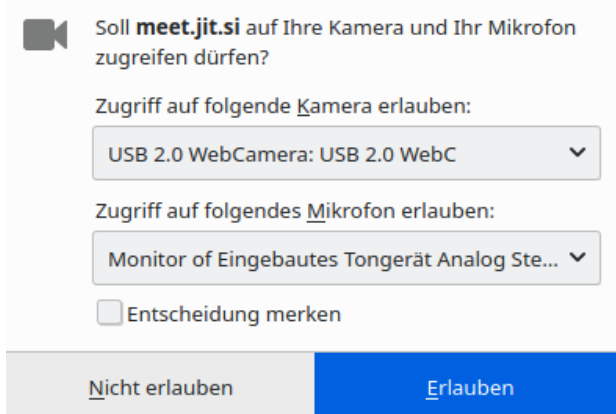 Soll meet.jit.si auf Ihre Kamera und Ihr Mikrofon
zugreifen dürfen?
Zugriff auf folgende Kamera erlauben:
USB 2.0 WebCamera: USB 2.0 WebC
Zugriff auf folgendes Mikrofon erlauben:
Monitor of Eingebautes Tongerät Analog Ste...
Entscheidung merken
Nicht erlauben
Erlauben